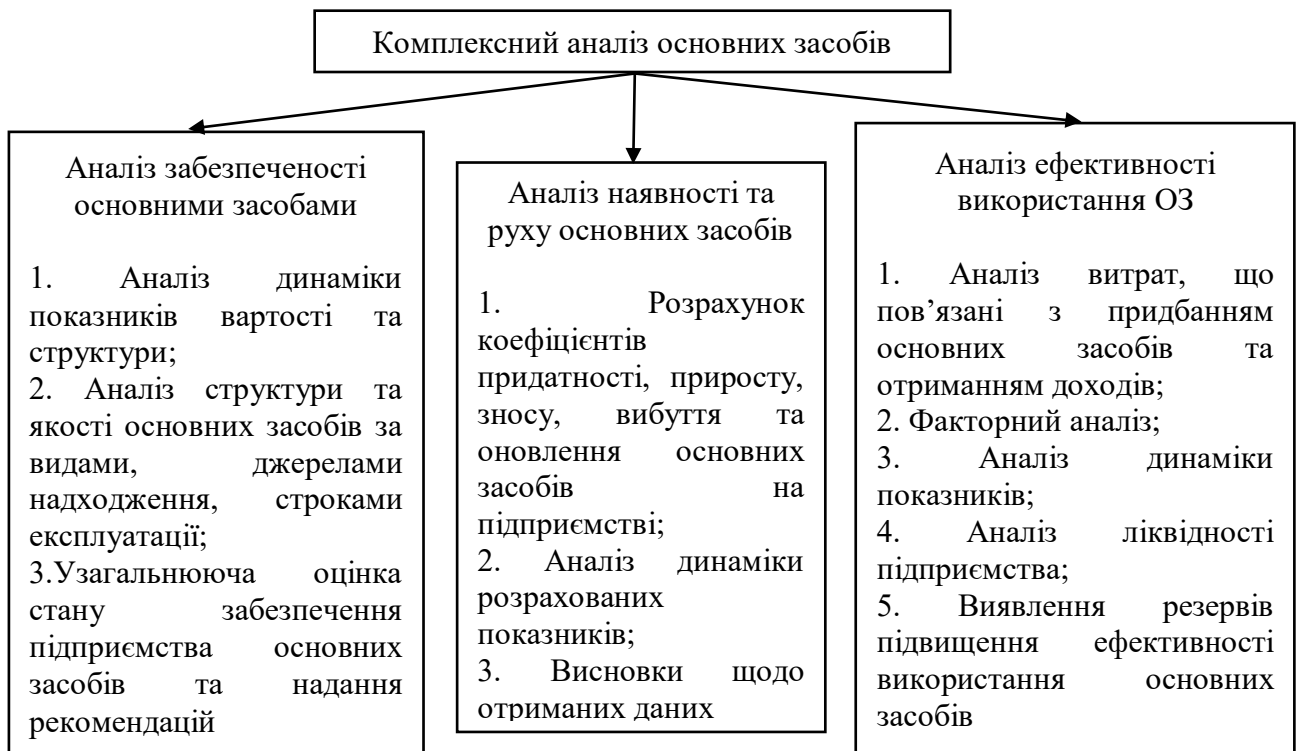 Комплексний аналіз основних засобів
Аналіз забезпеченості
основними засобами
1. Аналіз динаміки
показників вартості та
структури;
2. Аналіз структури та
якості основних засобів за
видами, джерелами
надходження, строками
експлуатації;
3.Узагальнююча оцінка
стану забезпечення
підприємства основних
засобів та надання
рекомендацій
Аналіз наявності та
руху основних засобів
1. Розрахунок
коефіцієнтів
придатності, приросту,
зносу, вибуття та
оновлення основних
засобів на
підприємстві;
2. Аналіз динаміки
розрахованих
показників;
3. Висновки щодо
отриманих даних
Аналіз ефективності
використання ОЗ
1. Аналіз витрат, що
пов’язані з придбанням
основних засобів та
отриманням доходів;
2. Факторний аналіз;
3. Аналіз динаміки
показників;
4. Аналіз ліквідності
підприємства;
5. Виявлення резервів
підвищення ефективності
використання основних
засобів